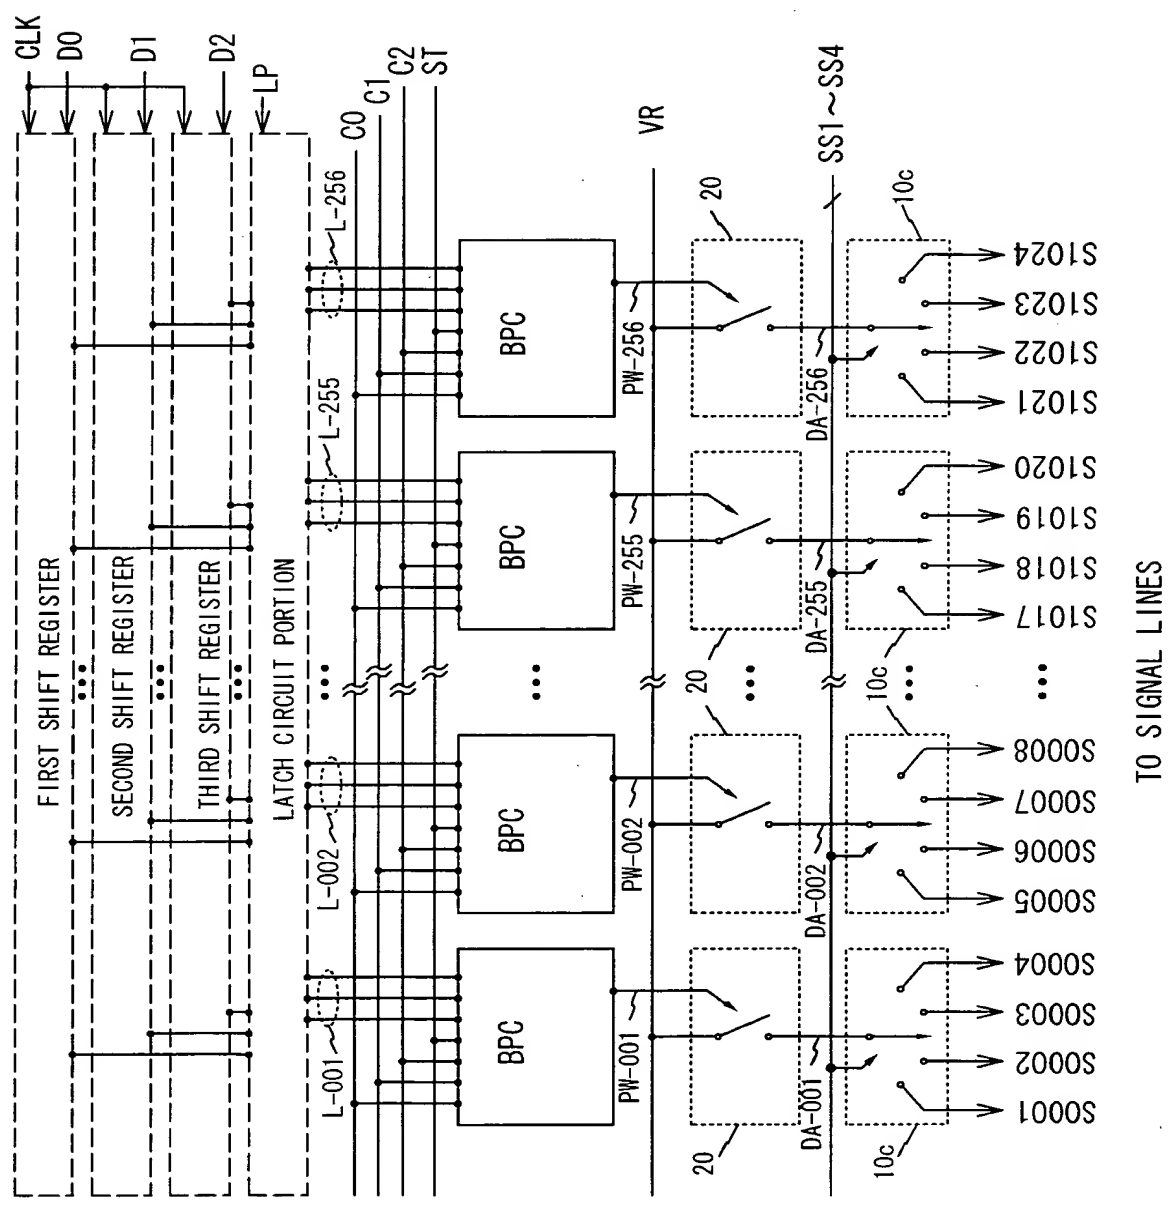 CLK
D0
D1
D2
LP
FIRST SHIFT REGISTER
SECOND SHIFT REGISTER
THIRD SHIFT REGISTER
LATCH CIRCUIT PORTION
L-001
L-002
L-255
L-256
C0
C1
C2
ST
BPC
BPC
BPC
BPC
PW-001
PW-002
PW-255
PW-256
VR
20
20
20
20
DA-001
DA-002
DA-255
DA-256
SS1~SS4
10c
10c
10c
10c
S0001
S0002
S0003
S0004
S0005
S0006
S0007
S0008
S1017
S1018
S1019
S1020
S1021
S1022
S1023
S1024
TO SIGNAL LINES